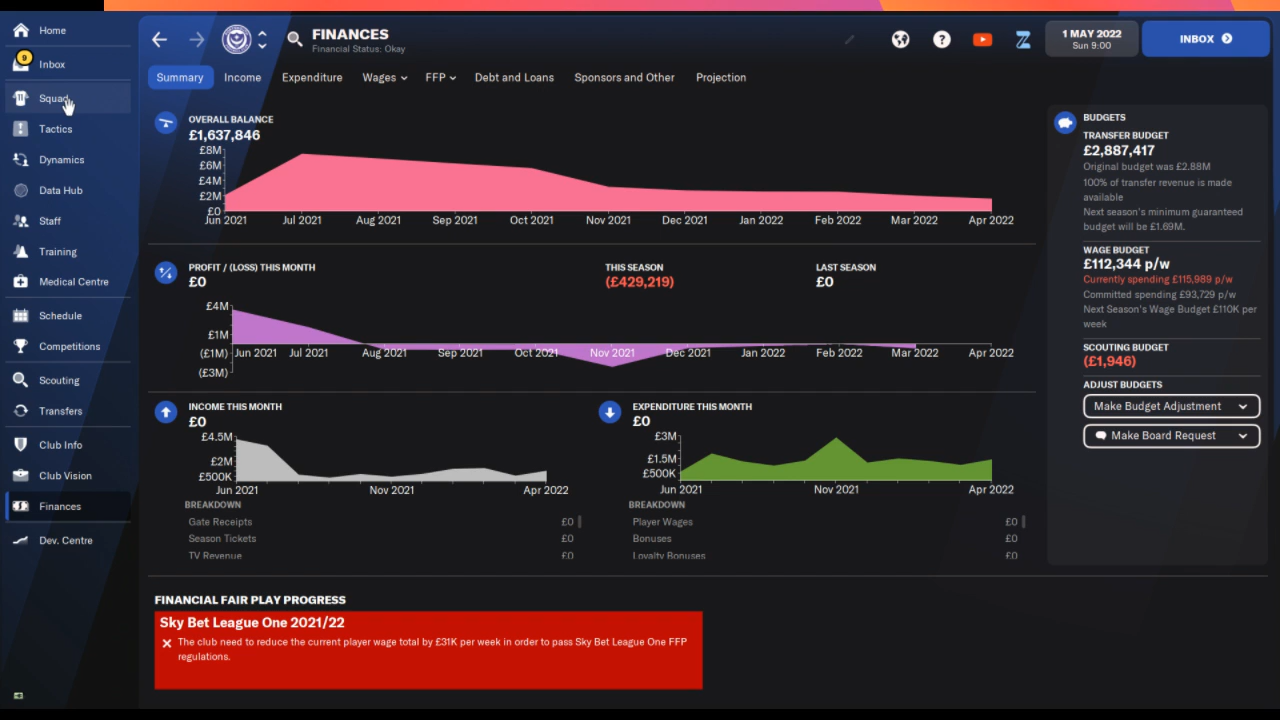 Home
9
Inbox
Squad
Tactics
Dynamics
Data Hub
Staff
Training
Medical Centre
Schedule
Competitions
Scouting
Transfers
Club Info
Club Vision
Finances
Dev. Centre
FINANCES
Financial Status: Okay
1 MAY 2022
Sun 9:00
INBOX
Summary
Income
Expenditure
Wages
FFP
Debt and Loans
Sponsors and Other
Projection
OVERALL BALANCE
£1,637,846
£8M
£6M
£4M
£2M
£0
Jun 2021 Jul 2021 Aug 2021 Sep 2021 Oct 2021 Nov 2021 Dec 2021 Jan 2022 Feb 2022 Mar 2022 Apr 2022
PROFIT / (LOSS) THIS MONTH
£0
THIS SEASON
(£429,219)
LAST SEASON
£0
£4M
£1M
(£1M)
(£3M)
Jun 2021 Jul 2021 Aug 2021 Sep 2021 Oct 2021 Nov 2021 Dec 2021 Jan 2022 Feb 2022 Mar 2022 Apr 2022
INCOME THIS MONTH
£0
£4.5M
£2M
£500K
Jun 2021 Nov 2021 Apr 2022
BREAKDOWN
Gate Receipts £0
Season Tickets £0
TV Revenue £0
EXPENDITURE THIS MONTH
£0
£3M
£1.5M
£500K
Jun 2021 Nov 2021 Apr 2022
BREAKDOWN
Player Wages £0
Bonuses £0
Loyalty Bonuses £0
BUDGETS
TRANSFER BUDGET
£2,887,417
Original budget was £2.88M
100% of transfer revenue is made
available
Next season's minimum guaranteed
budget will be £1.69M.
WAGE BUDGET
£112,344 p/w
Currently spending £115,989 p/w
Committed spending £93,729 p/w
Next Season's Wage Budget £110K per
week
SCOUTING BUDGET
(£1,946)
ADJUST BUDGETS
Make Budget Adjustment
Make Board Request
FINANCIAL FAIR PLAY PROGRESS
Sky Bet League One 2021/22
The club need to reduce the current player wage total by £31K per week in order to pass Sky Bet League One FFP
regulations.